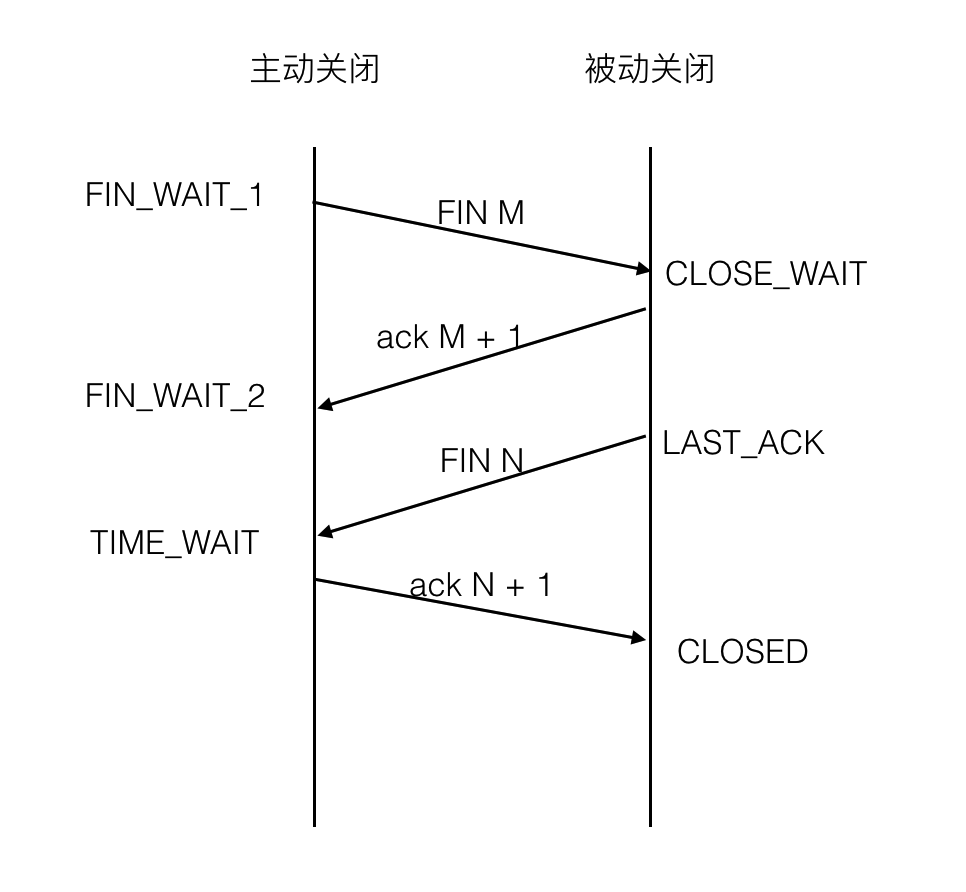 主动关闭
被动关闭
FIN_WAIT_1
FIN M
CLOSE_WAIT
ack M + 1
FIN_WAIT_2
LAST_ACK
FIN N
TIME_WAIT
ack N + 1
CLOSED